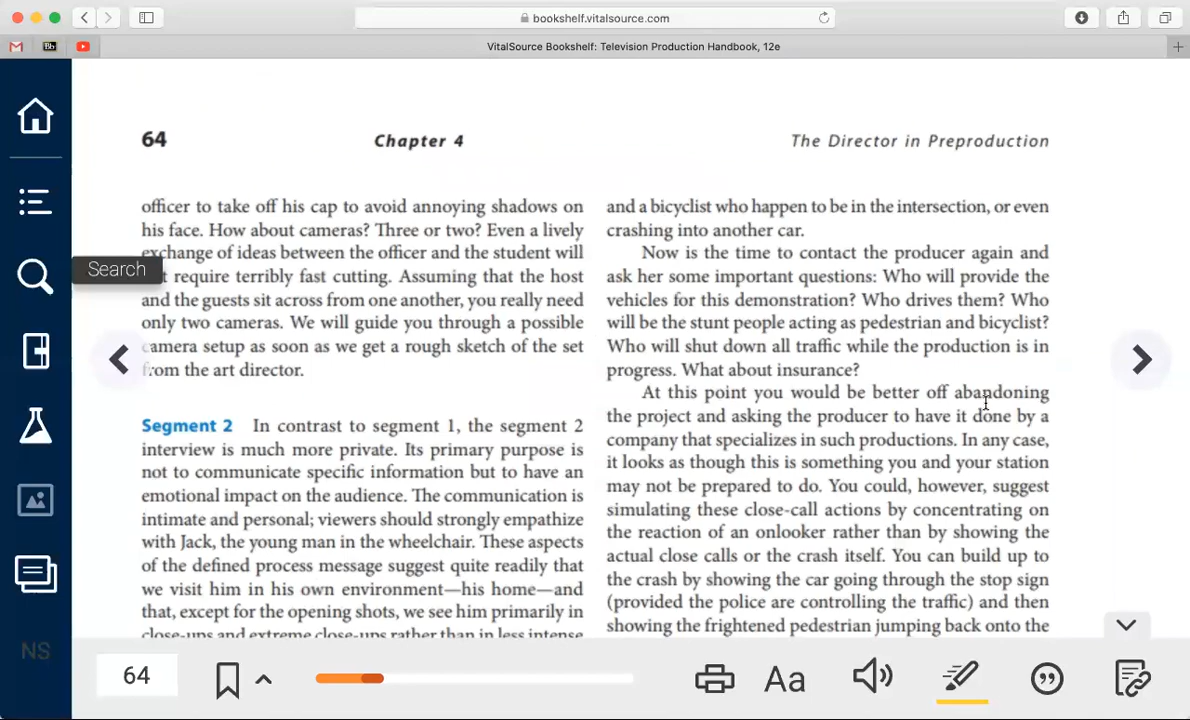 bookshelf.vitalsource.com
VitalSource Bookshelf: Television Production Handbook, 12e
64
Chapter 4
The Director in Preproduction
officer to take off his cap to avoid annoying shadows on
his face. How about cameras? Three or two? Even a lively
exchange of ideas between the officer and the student will
Search
t require terribly fast cutting. Assuming that the host
and the guests sit across from one another, you really need
only two cameras. We will guide you through a possible
camera setup as soon as we get a rough sketch of the set
from the art director.
Segment 2 In contrast to segment 1, the segment 2
interview is much more private. Its primary purpose is
not to communicate specific information but to have an
emotional impact on the audience. The communication is
intimate and personal; viewers should strongly empathize
with Jack, the young man in the wheelchair. These aspects
of the defined process message suggest quite readily that
we visit him in his own environment—his home—and
that, except for the opening shots, we see him primarily in
close-ups and extreme close-ups rather than in less intense
and a bicyclist who happen to be in the intersection, or even
crashing into another car.
Now is the time to contact the producer again and
ask her some important questions: Who will provide the
vehicles for this demonstration? Who drives them? Who
will be the stunt people acting as pedestrian and bicyclist?
Who will shut down all traffic while the production is in
progress. What about insurance?
At this point you would be better off abandoning
the project and asking the producer to have it done by a
company that specializes in such productions. In any case,
it looks as though this is something you and your station
may not be prepared to do. You could, however, suggest
simulating these close-call actions by concentrating on
the reaction of an onlooker rather than by showing the
actual close calls or the crash itself. You can build up to
the crash by showing the car going through the stop sign
(provided the police are controlling the traffic) and then
showing the frightened pedestrian jumping back onto the
NS
64
Aa